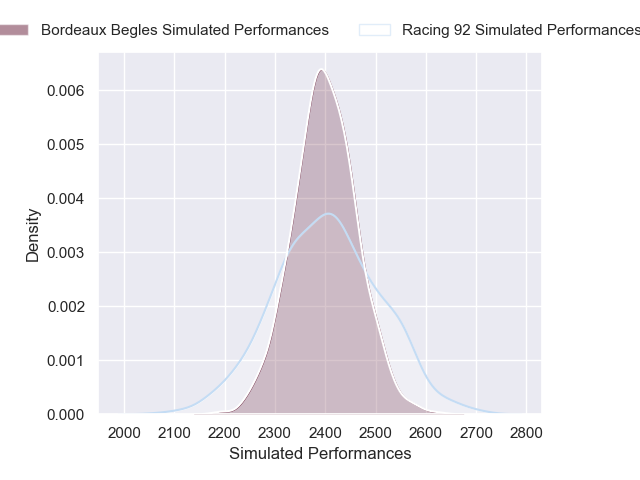 Bordeaux Begles Simulated Performances
Racing 92 Simulated Performances
0.006
0.005
0.004
0.003
0.002
0.001
0.000
Density
2000 2100 2200 2300 2400 2500 2600 2700 2800
Simulated Performances